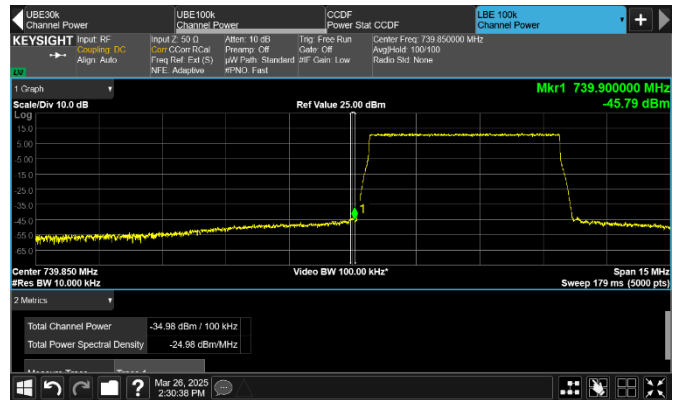 UBE30k
Channel Power
UBE100k
Channel Power
CCDF
Power Stat CCDF
LBE 100k
Channel Power
KEYSIGHT
Input: RF
Coupling: DC
Align: Auto
Input Z: 50 Ω
Corr CCorr RCal
Freq Ref: Ext (S)
NFE: Adaptive
Atten: 10 dB
Preamp: Off
µW Path: Standard
#PNO: Fast
Trig: Free Run
Gate: Off
#IF Gain: Low
Center Freq: 739.850000 MHz
Avg|Hold: 100/100
Radio Std: None
1 Graph
Mkr1 739.900000 MHz
Scale/Div 10.0 dB
Ref Value 25.00 dBm
-45.79 dBm
Log
15.0
5.00
-5.00
-15.0
-25.0
-35.0
-45.0
-55.0
-65.0
1
Center 739.850 MHz
Video BW 100.00 kHz*
Span 15 MHz
#Res BW 10.000 kHz
Sweep 179 ms (5000 pts)
2 Metrics
Total Channel Power
-34.98 dBm / 100 kHz
Total Power Spectral Density
-24.98 dBm/MHz
Mar 26, 2025
2:30:38 PM